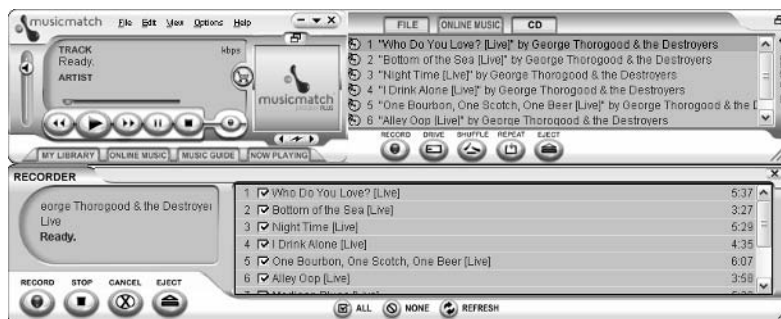 musicmatch File Edit View Options Help
TRACK kbps
Ready.
ARTIST
musicmatch
PLUS
MY LIBRARY ONLINE MUSIC MUSIC GUIDE NOW PLAYING
FILE ONLINE MUSIC CD
1 "Who Do You Love? [Live]" by George Thorogood & the Destroyers
2 "Bottom of the Sea [Live]" by George Thorogood & the Destroyers
3 "Night Time [Live]" by George Thorogood & the Destroyers
4 "I Drink Alone [Live]" by George Thorogood & the Destroyers
5 "One Bourbon, One Scotch, One Beer [Live]" by George Thorogood & the
6 "Alley Oop [Live]" by George Thorogood & the Destroyers
RECORD DRIVE SHUFFLE REPEAT EJECT
RECORDER
eorge Thorogood & the Destroyer
Live
Ready.
RECORD STOP CANCEL EJECT
1 Who Do You Love? [Live] 5:37
2 Bottom of the Sea [Live] 3:27
3 Night Time [Live] 5:29
4 I Drink Alone [Live] 4:35
5 One Bourbon, One Scotch, One Beer [Live] 6:07
6 Alley Oop [Live] 3:58
ALL NONE REFRESH